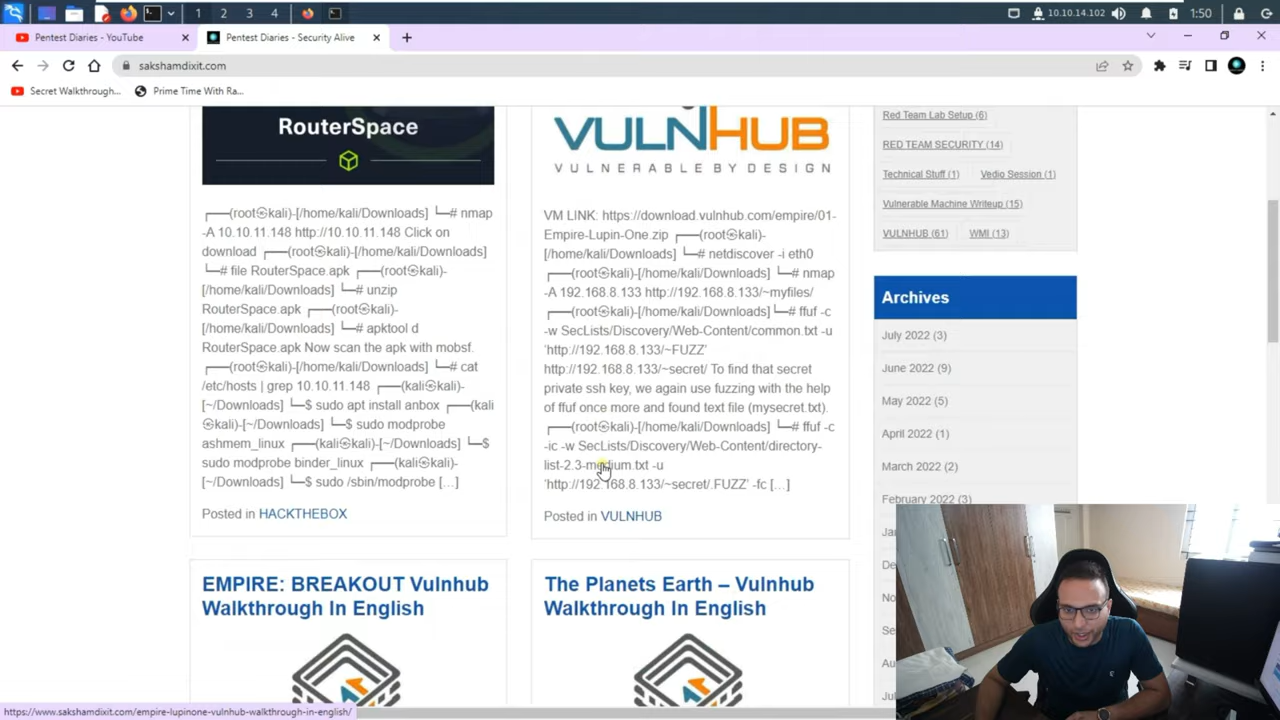 1 2 3 4
10.10.14.102
1:50
Pentest Diaries - YouTube
Pentest Diaries - Security Alive
sakshamdixit.com
Secret Walkthrough...
Prime Time With Ra...
RouterSpace
┌──(root㉿kali)-[/home/kali/Downloads] └─# nmap
-A 10.10.11.148 http://10.10.11.148 Click on
download ┌──(root㉿kali)-[/home/kali/Downloads]
└─# file RouterSpace.apk ┌──(root㉿kali)-
[/home/kali/Downloads] └─# unzip
RouterSpace.apk ┌──(root㉿kali)-
[/home/kali/Downloads] └─# apktool d
RouterSpace.apk Now scan the apk with mobsf.
┌──(root㉿kali)-[/home/kali/Downloads] └─# cat
/etc/hosts | grep 10.10.11.148 ┌──(kali㉿kali)-
[~/Downloads] └─$ sudo apt install anbox ┌──(kali
㉿kali)-[~/Downloads] └─$ sudo modprobe
ashmem_linux ┌──(kali㉿kali)-[~/Downloads] └─$
sudo modprobe binder_linux ┌──(kali㉿kali)-
[~/Downloads] └─$ sudo /sbin/modprobe [...]
Posted in HACKTHEBOX
VULNHUB
VULNERABLE BY DESIGN
VM LINK: https://download.vulnhub.com/empire/01-
Empire-Lupin-One.zip ┌──(root㉿kali)-
[/home/kali/Downloads] └─# netdiscover -i eth0
┌──(root㉿kali)-[/home/kali/Downloads] └─# nmap
-A 192.168.8.133 http://192.168.8.133/~myfiles/
┌──(root㉿kali)-[/home/kali/Downloads└─# ffuf -c
-w SecLists/Discovery/Web-Content/common.txt -u
'http://192.168.8.133/~FUZZ'
http://192.168.8.133/~secret/ To find that secret
private ssh key, we again use fuzzing with the help
of ffuf once more and found text file (mysecret.txt).
┌──(root㉿kali)-[/home/kali/Downloads] └─# ffuf -c
-ic -w SecLists/Discovery/Web-Content/directory-
list-2.3-medium.txt -u
'http://192.168.8.133/~secret/.FUZZ' -fc [...]
Posted in VULNHUB
EMPIRE: BREAKOUT Vulnhub
Walkthrough In English
The Planets Earth – Vulnhub
Walkthrough In English
Red Team Lab Setup (6)
RED TEAM SECURITY (14)
Technical Stuff (1) Vedio Session (1)
Vulnerable Machine Writeup (15)
VULNHUB (61) WMI (13)
Archives
July 2022 (3)
June 2022 (9)
May 2022 (5)
April 2022 (1)
March 2022 (2)
February 2022 (3)
Ja
De
No
Se
Au
Ju
https://www.sakshamdixit.com/empire-lupinone-vulnhub-walkthrough-in-english/